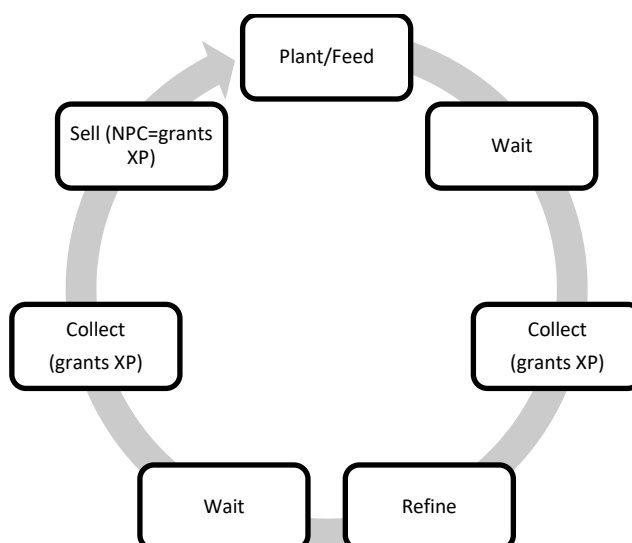 Plant/Feed
Wait
Collect
(grants XP)
Refine
Wait
Collect
(grants XP)
Sell (NPC=grants
XP)